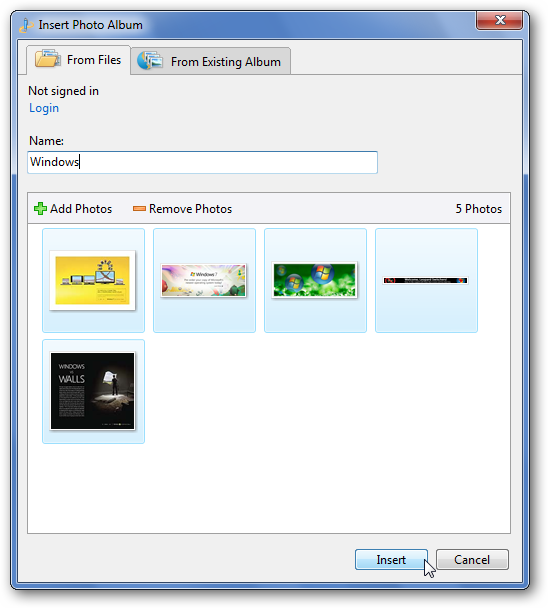 Insert Photo Album
From Files
From Existing Album
Not signed in
Login
Name:
Windows
Add Photos
Remove Photos
5 Photos
Windows 7
WINDOWS
WALLS
Insert
Cancel